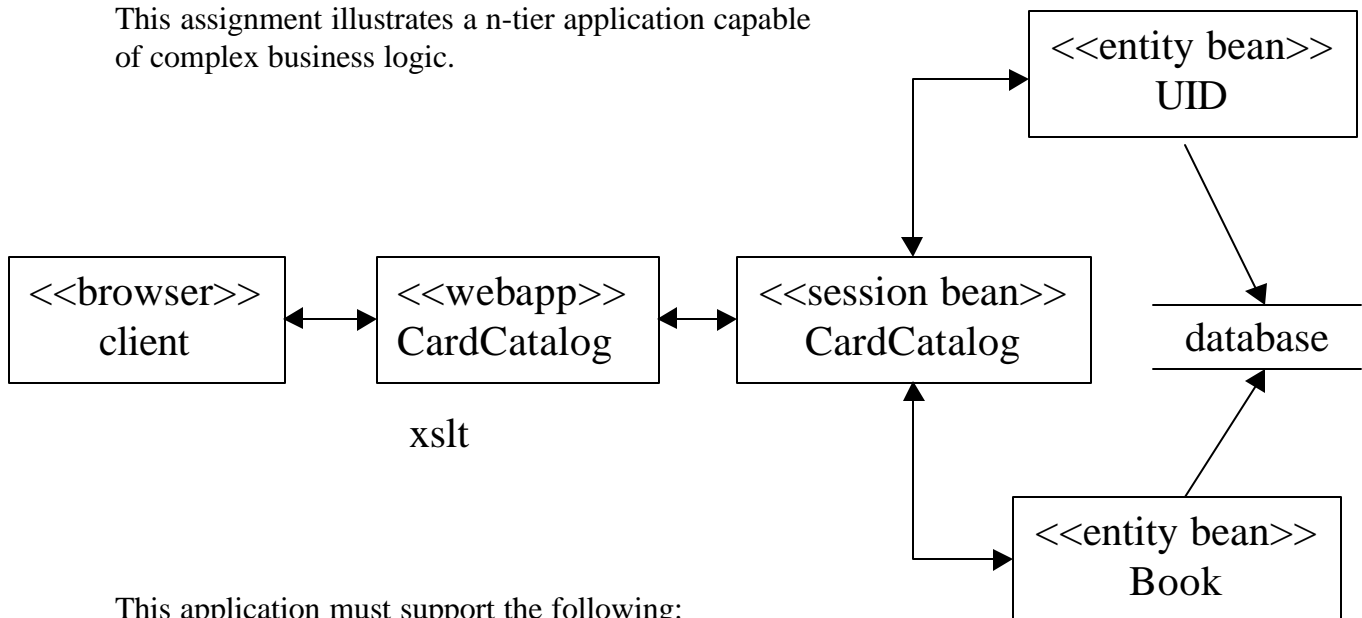 This assignment illustrates a n-tier application capable
of complex business logic.
<<entity bean>>
UID
<<browser>>
client
<<webapp>>
CardCatalog
<<session bean>>
CardCatalog
database
xslt
<<entity bean>>
Book
This application must support the following: